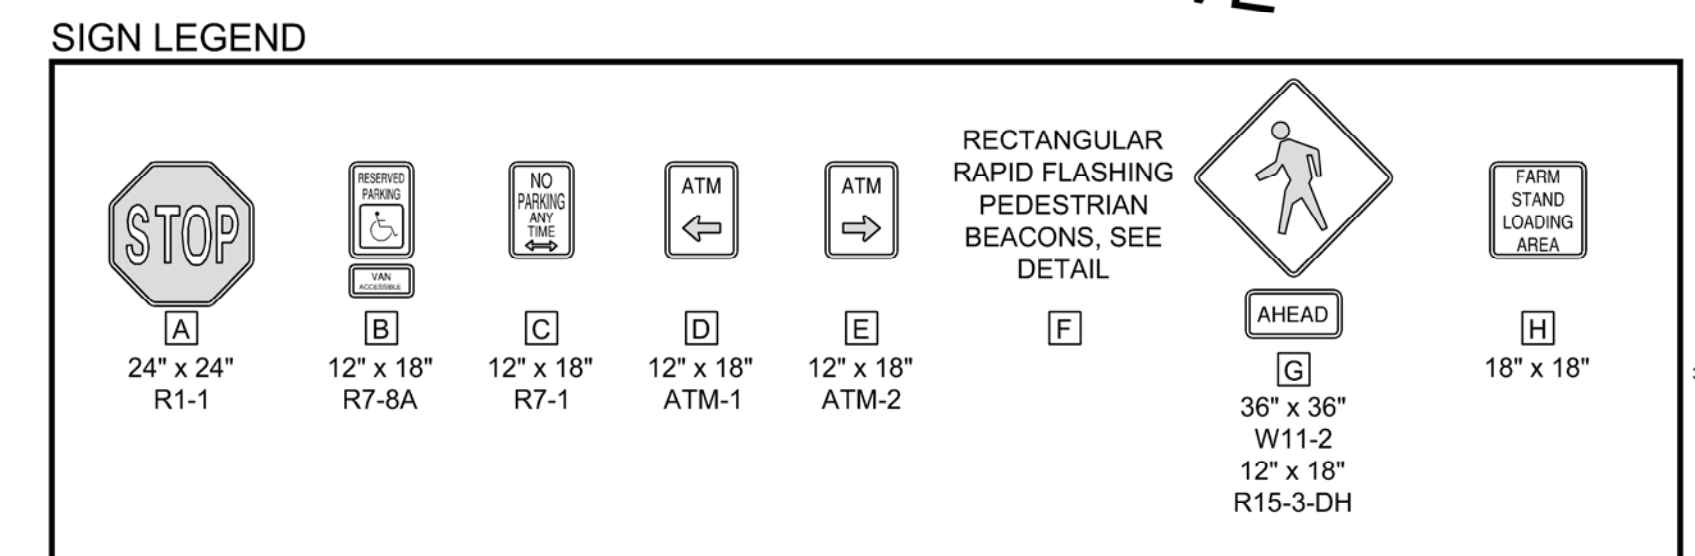 SIGN LEGEND
STOP
A
24" x 24"
R1-1
RESERVED
PARKING
VAN
ACCESSIBLE
B
12" x 18"
R7-8A
NO
PARKING
ANY
TIME
C
12" x 18"
R7-1
ATM
D
12" x 18"
ATM-1
ATM
E
12" x 18"
ATM-2
RECTANGULAR
RAPID FLASHING
PEDESTRIAN
BEACONS, SEE
DETAIL
F
AHEAD
G
36" x 36"
W11-2
12" x 18"
R15-3-DH
FARM
STAND
LOADING
AREA
H
18" x 18"